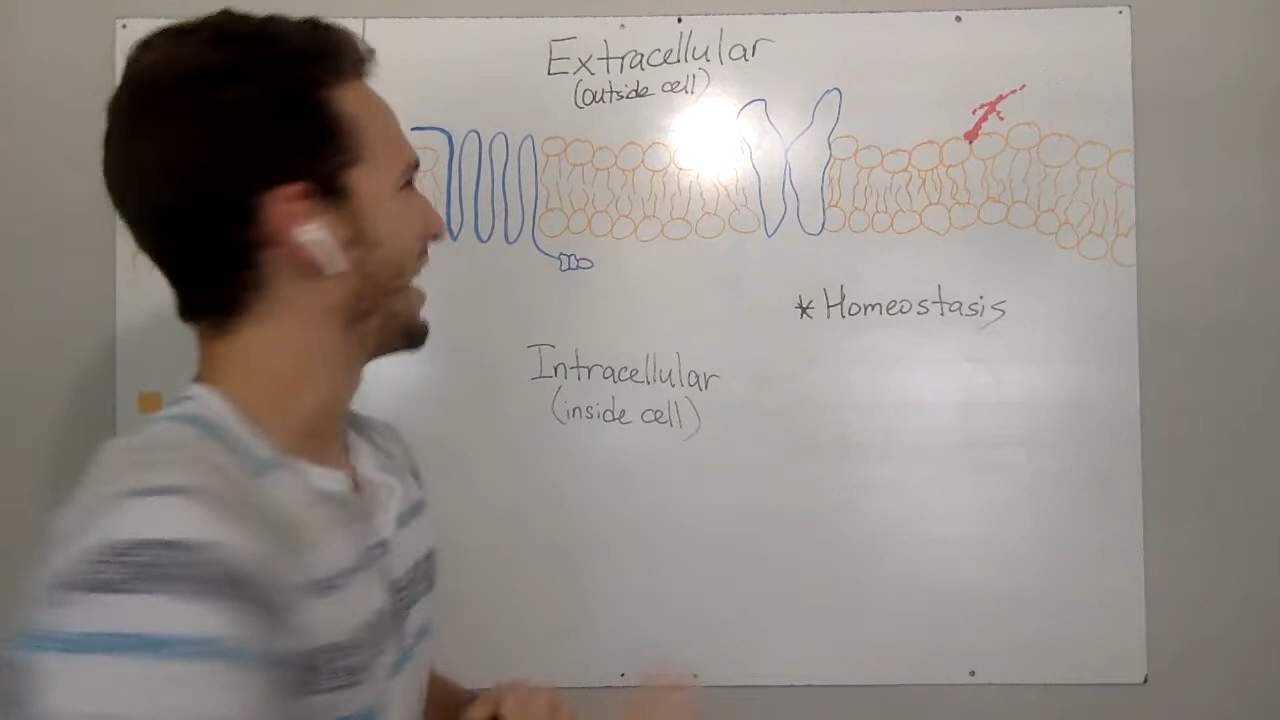 Extracellular
(outside cell)
* Homeostasis
Intracellular
(inside cell)